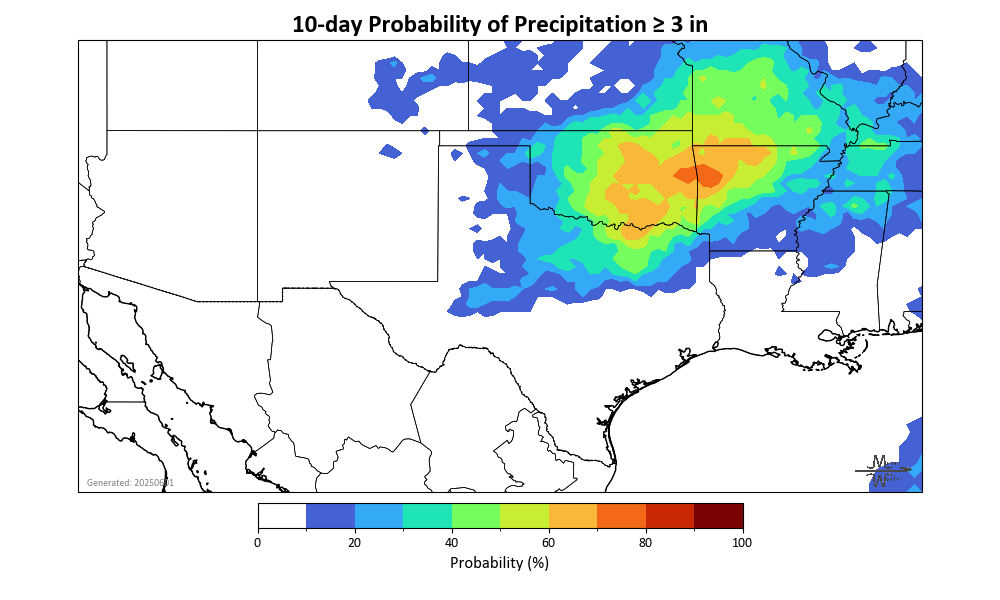 10-day Probability of Precipitation ≥ 3 in
Generated: 20250601
0 20 40 60 80 100
Probability (%)